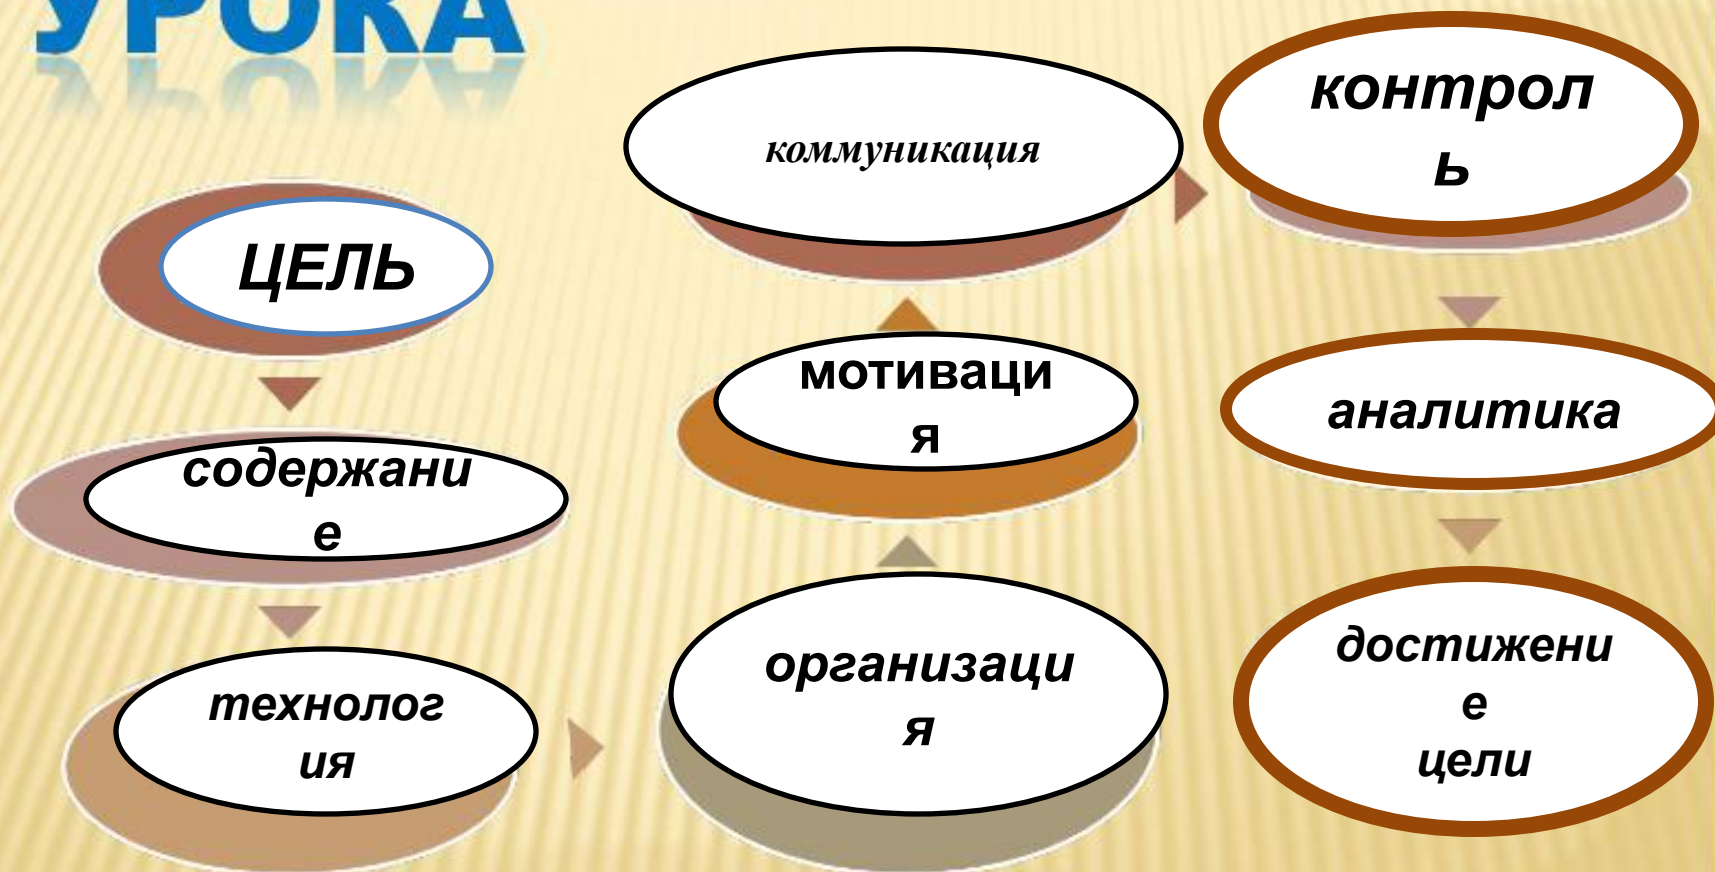 УРОКА
ЦЕЛЬ
содержани
е
технолог
ия
организаци
я
мотиваци
я
коммуникация
контрол
ь
аналитика
достижени
е
цели